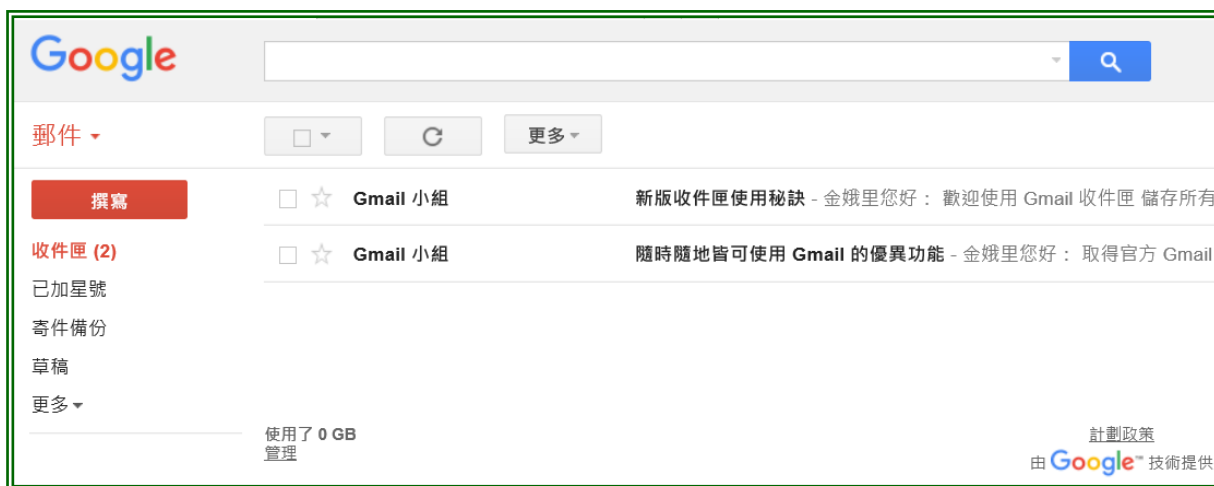 Google
郵件
更多
撰寫
Gmail 小組 新版收件匣使用秘訣 - 金娥里您好： 歡迎使用 Gmail 收件匣 儲存所有
收件匣 (2)
Gmail 小組 隨時隨地皆可使用 Gmail 的優異功能 - 金娥里您好： 取得官方 Gmail
已加星號
寄件備份
草稿
更多
使用了 0 GB
管理
計劃政策
由 Google™ 技術提供